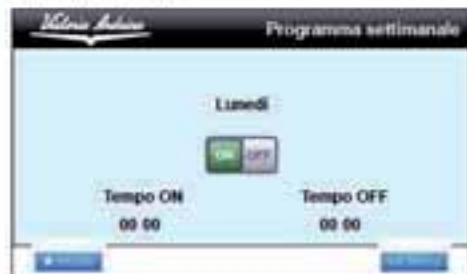 Victoria Arduino Programma settimanale
Lunedì
ON OFF
Tempo ON Tempo OFF
00 00 00 00